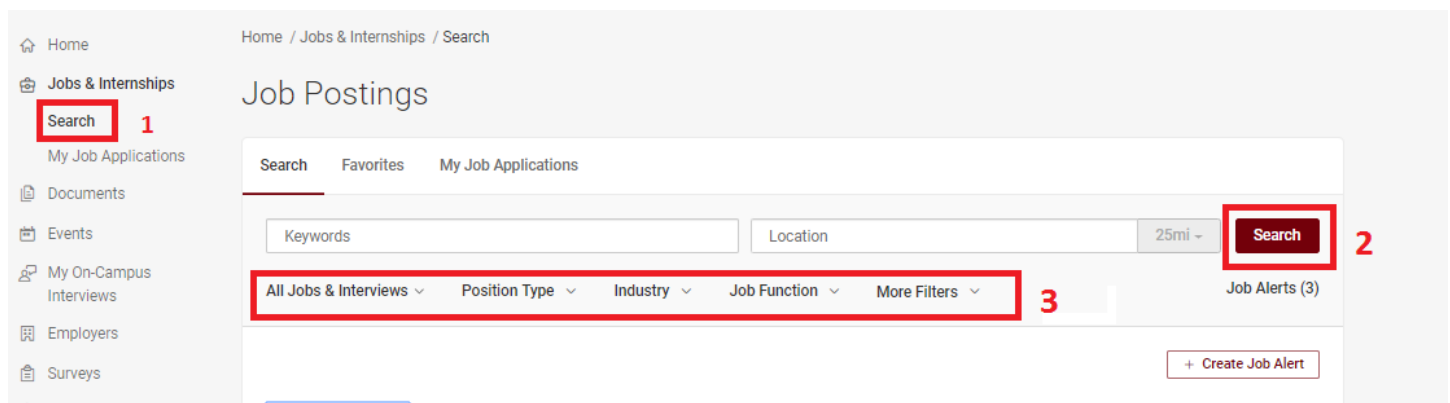 Home
Jobs & Internships
Search
1
My Job Applications
Documents
Events
My On-Campus
Interviews
Employers
Surveys
Home / Jobs & Internships / Search
Job Postings
Search Favorites My Job Applications
Keywords Location 25mi Search 2
All Jobs & Interviews Position Type Industry Job Function More Filters 3 Job Alerts (3)
+ Create Job Alert